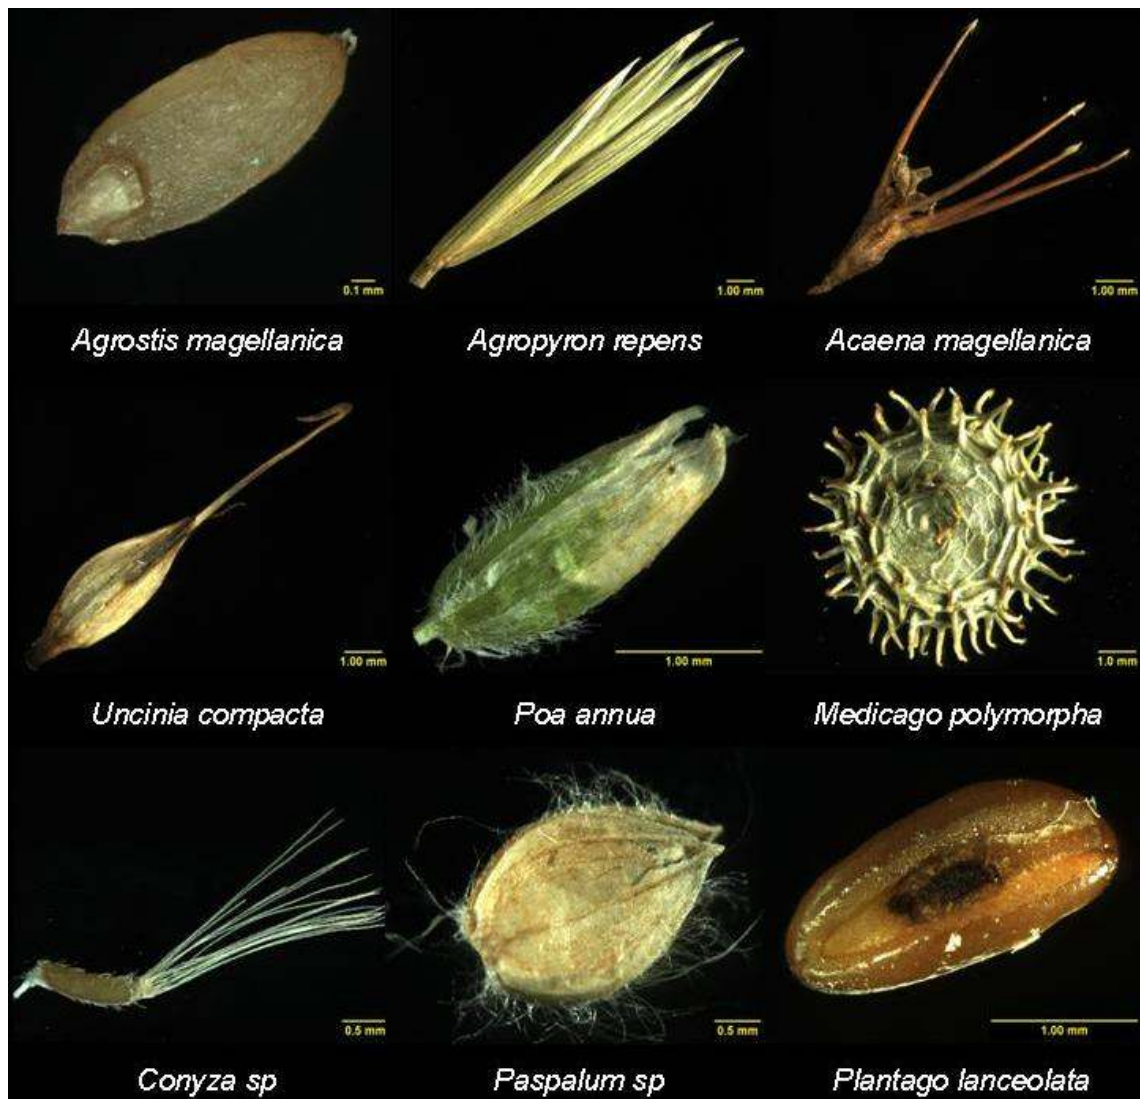 0.1 mm
1.00 mm
1.00 mm
Agrostis magellanica
Agropyron repens
Acaena magellanica
1.00 mm
1.00 mm
1.0 mm
Uncinia compacta
Poa annua
Medicago polymorpha
0.5 mm
0.5 mm
1.00 mm
Conyza sp
Paspalum sp
Plantago lanceolata